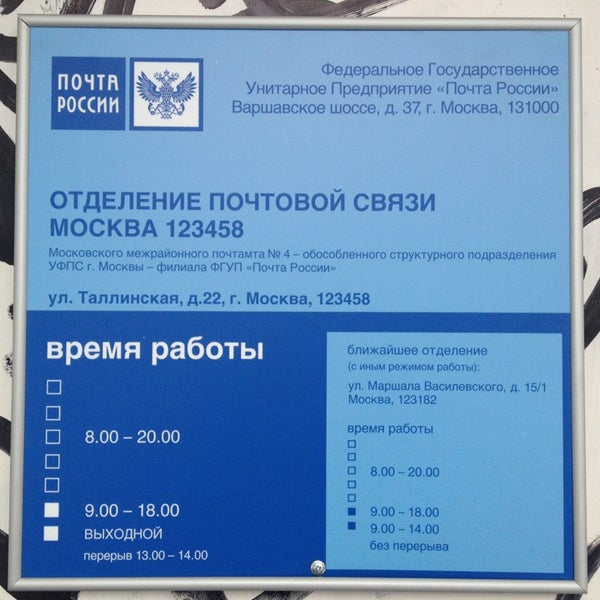 ПОЧТА
РОССИИ
Федеральное Государственное
Унитарное Предприятие «Почта России»
Варшавское шоссе, д. 37, г. Москва, 131000
ОТДЕЛЕНИЕ ПОЧТОВОЙ СВЯЗИ
МОСКВА 123458
Московского межрайонного почтамта № 4 – обособленного структурного подразделения
УФПС г. Москвы – филиала ФГУП «Почта России»
ул. Таллинская, д.22, г. Москва, 123458
время работы
8.00 – 20.00
9.00 – 18.00
ВЫХОДНОЙ
перерыв 13.00 – 14.00
ближайшее отделение
(с иным режимом работы):
ул. Маршала Василевского, д. 15/1
Москва, 123182
время работы
8.00 – 20.00
9.00 – 18.00
9.00 – 14.00
без перерыва